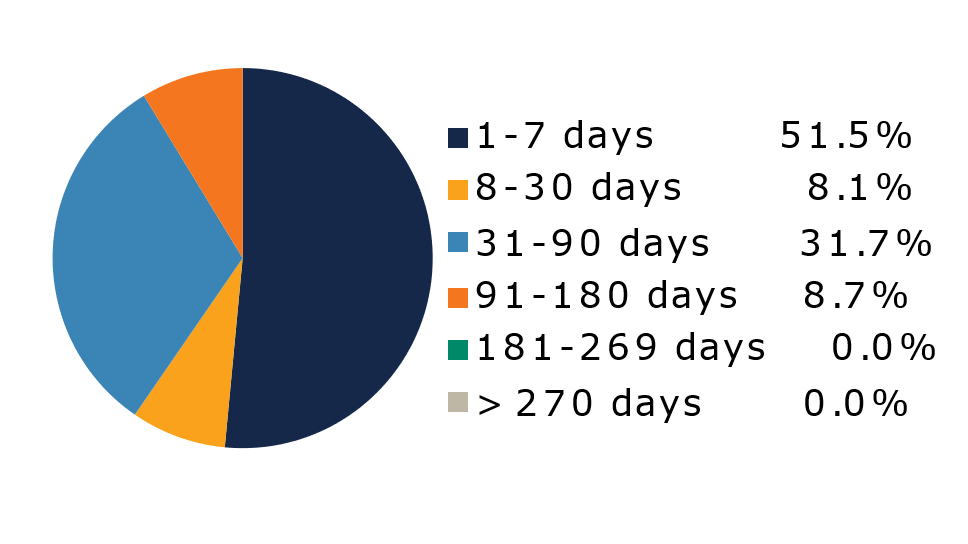 1-7 days 51.5%
8-30 days 8.1%
31-90 days 31.7%
91-180 days 8.7%
181-269 days 0.0%
> 270 days 0.0%